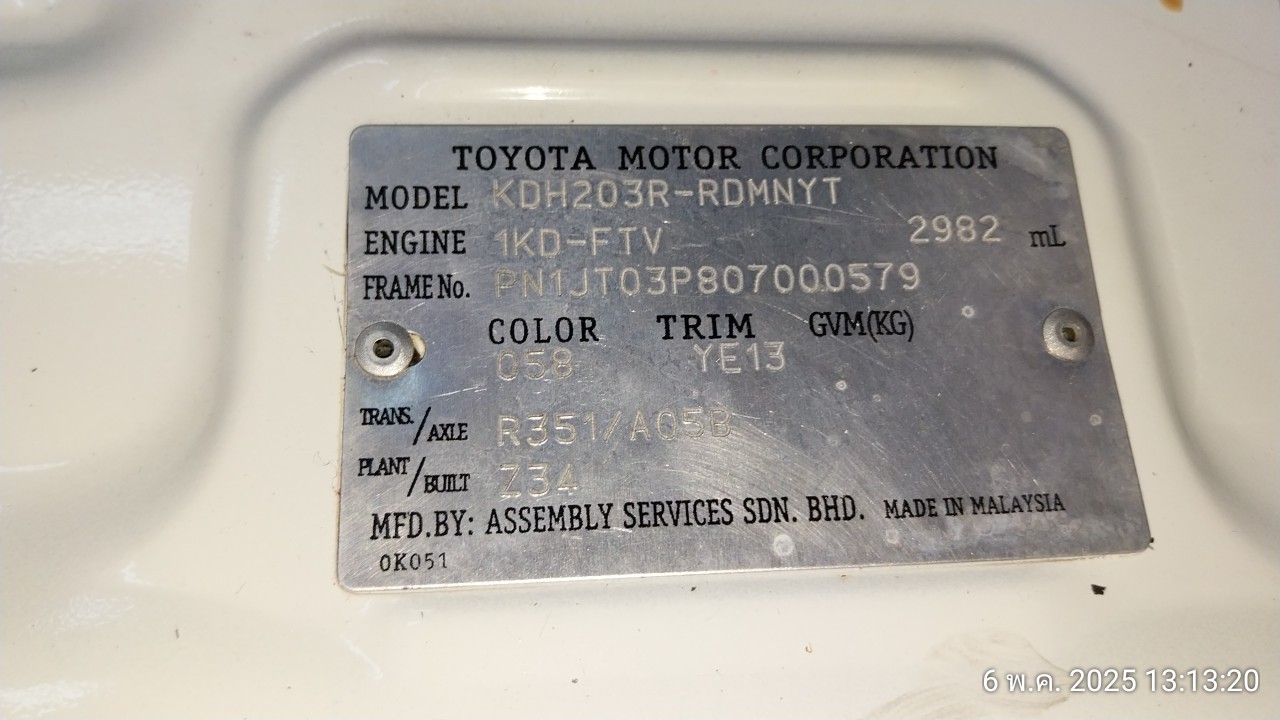 TOYOTA MOTOR CORPORATION
MODEL KDH203R-RDMNYT
ENGINE 1KD-FTV 2982 mL
FRAME No. PN1JT03P807000579
COLOR TRIM GVM(KG)
058 YE13
TRANS./AXLE R351/A05B
PLANT/BUILT Z34
MFD.BY: ASSEMBLY SERVICES SDN. BHD. MADE IN MALAYSIA
0K051
6 พ.ค. 2025 13:13:20